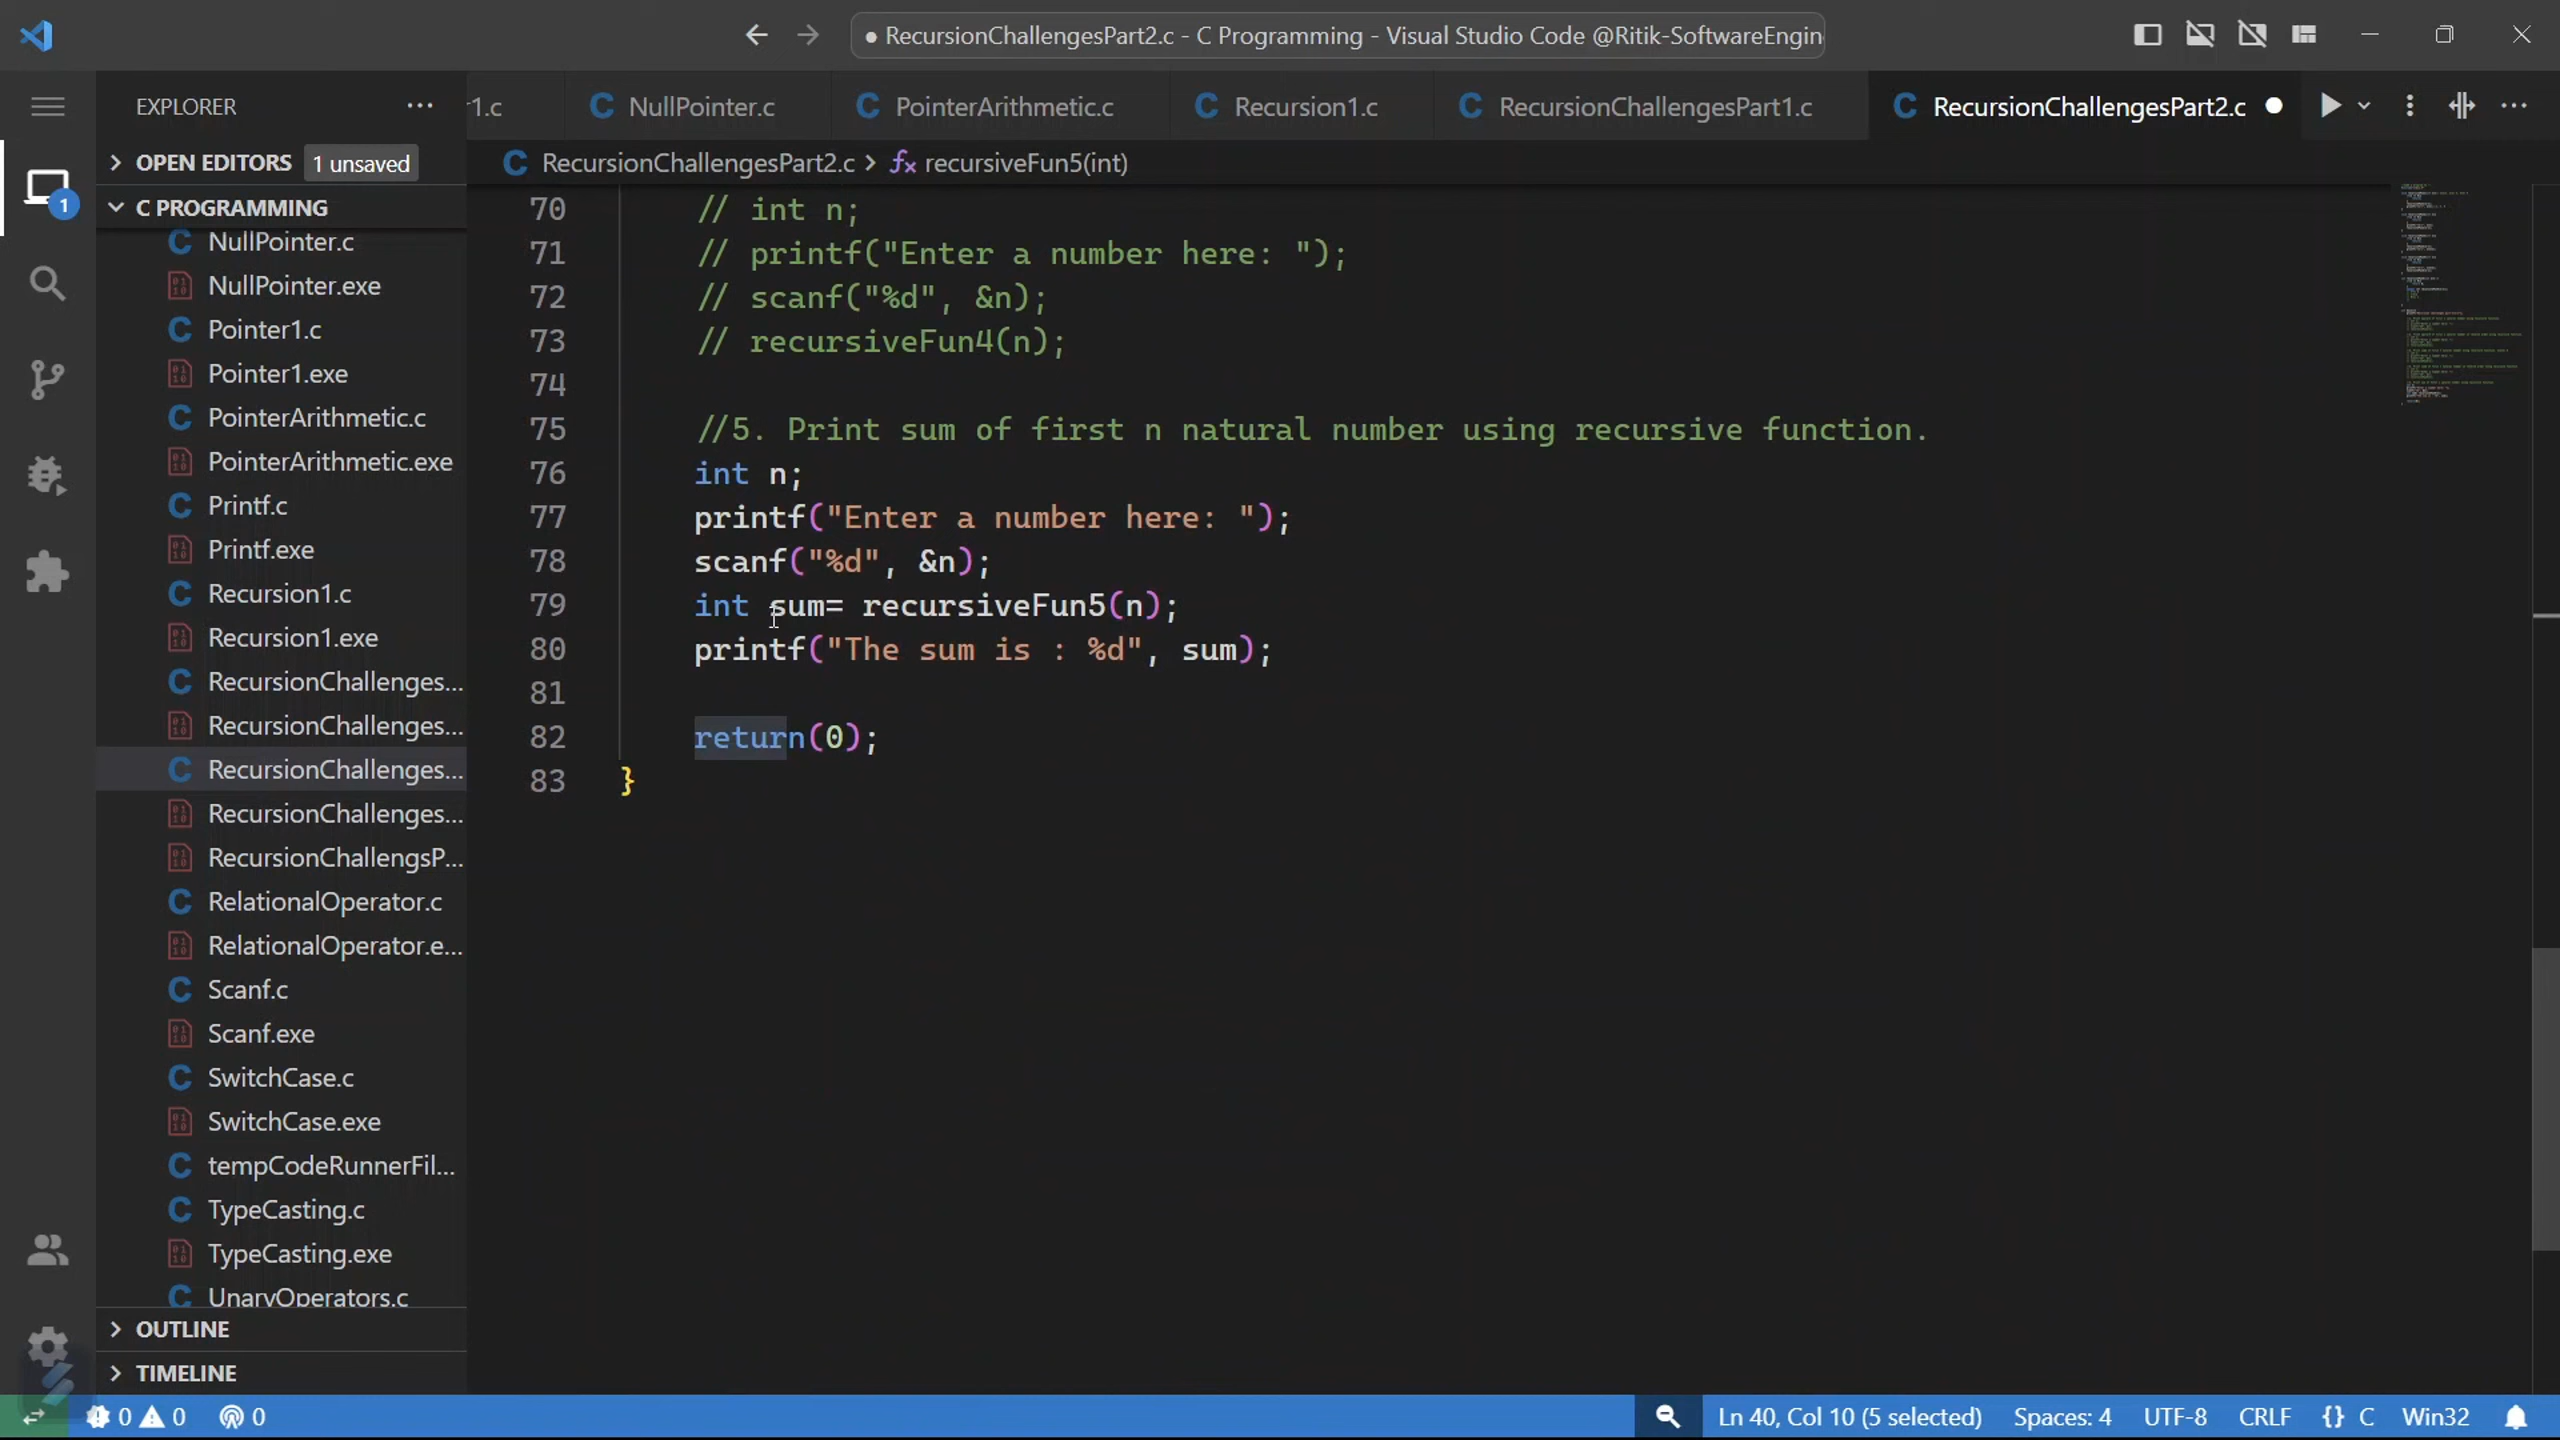 ● RecursionChallengesPart2.c - C Programming - Visual Studio Code @Ritik-SoftwareEngin
EXPLORER
1.c
NullPointer.c
PointerArithmetic.c
Recursion1.c
RecursionChallengesPart1.c
RecursionChallengesPart2.c
OPEN EDITORS 1 unsaved
RecursionChallengesPart2.c > recursiveFun5(int)
1
C PROGRAMMING
NullPointer.c
NullPointer.exe
Pointer1.c
Pointer1.exe
PointerArithmetic.c
PointerArithmetic.exe
Printf.c
Printf.exe
Recursion1.c
Recursion1.exe
RecursionChallenges...
RecursionChallenges...
RecursionChallenges...
RecursionChallenges...
RecursionChallengsP...
RelationalOperator.c
RelationalOperator.e...
Scanf.c
Scanf.exe
SwitchCase.c
SwitchCase.exe
tempCodeRunnerFil...
TypeCasting.c
TypeCasting.exe
UnaryOperators.c
OUTLINE
TIMELINE
70 // int n;
71 // printf("Enter a number here: ");
72 // scanf("%d", &n);
73 // recursiveFun4(n);
74
75 //5. Print sum of first n natural number using recursive function.
76 int n;
77 printf("Enter a number here: ");
78 scanf("%d", &n);
79 int sum= recursiveFun5(n);
80 printf("The sum is : %d", sum);
81
82 return(0);
83 }
0 0 0
Ln 40, Col 10 (5 selected) Spaces: 4 UTF-8 CRLF {} C Win32